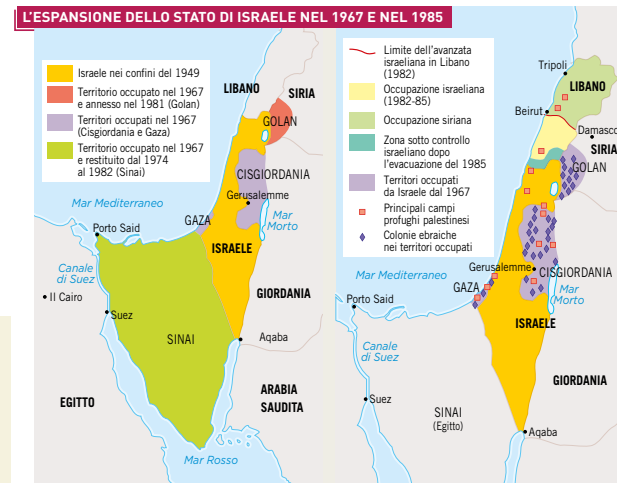 L'ESPANSIONE DELLO STATO DI ISRAELE NEL 1967 E NEL 1985
Israele nei confini del 1949
Territorio occupato nel 1967
e annesso nel 1981 (Golan)
Territori occupati nel 1967
(Cisgiordania e Gaza)
Territorio occupato nel 1967
e restituito dal 1974
al 1982 (Sinai)
LIBANO
SIRIA
GOLAN
CISGIORDANIA
Gerusalemme
Mar Mediterraneo
Mar
Morto
GAZA
Porto Said
ISRAELE
Canale
di Suez
Il Cairo
GIORDANIA
Suez
SINAI
Aqaba
EGITTO
ARABIA
SAUDITA
Mar Rosso
Limite dell'avanzata
israeliana in Libano
(1982)
Occupazione israeliana
(1982-85)
Occupazione siriana
Zona sotto controllo
israeliano dopo
l'evacuazione del 1985
Territori occupati
da Israele dal 1967
Principali campi
profughi palestinesi
Colonie ebraiche
nei territori occupati
Tripoli
LIBANO
Beirut
Damasco
SIRIA
GOLAN
Mar Mediterraneo
Gerusalemme
CISGIORDANIA
GAZA
Mar
Morto
Porto Said
ISRAELE
Canale
di Suez
GIORDANIA
Suez
SINAI
(Egitto)
Aqaba